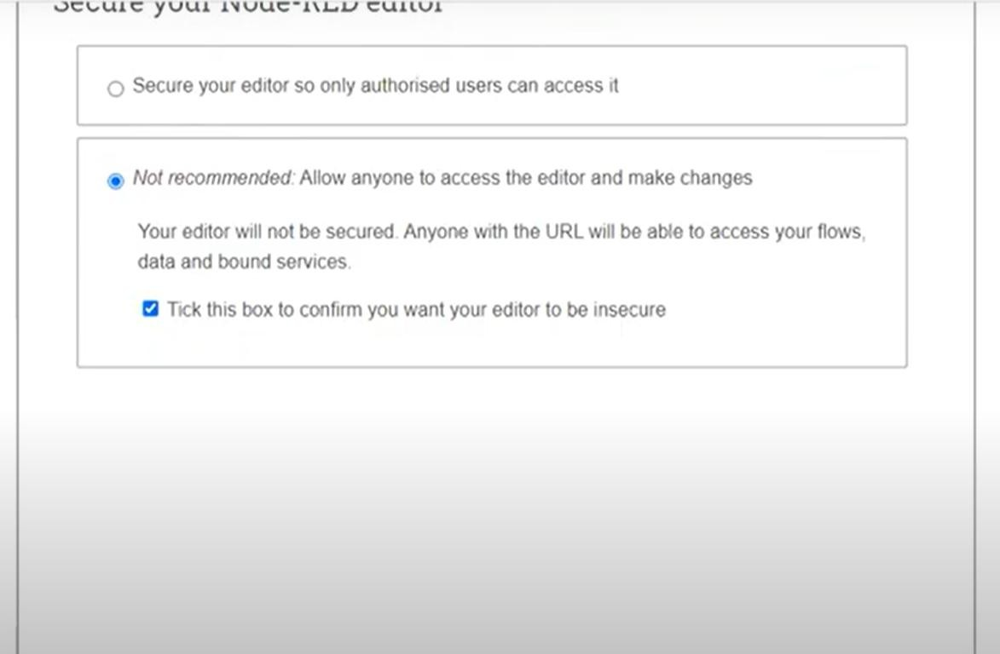 Secure your Node-RED editor
Secure your editor so only authorised users can access it
Not recommended: Allow anyone to access the editor and make changes
Your editor will not be secured. Anyone with the URL will be able to access your flows,
data and bound services.
Tick this box to confirm you want your editor to be insecure